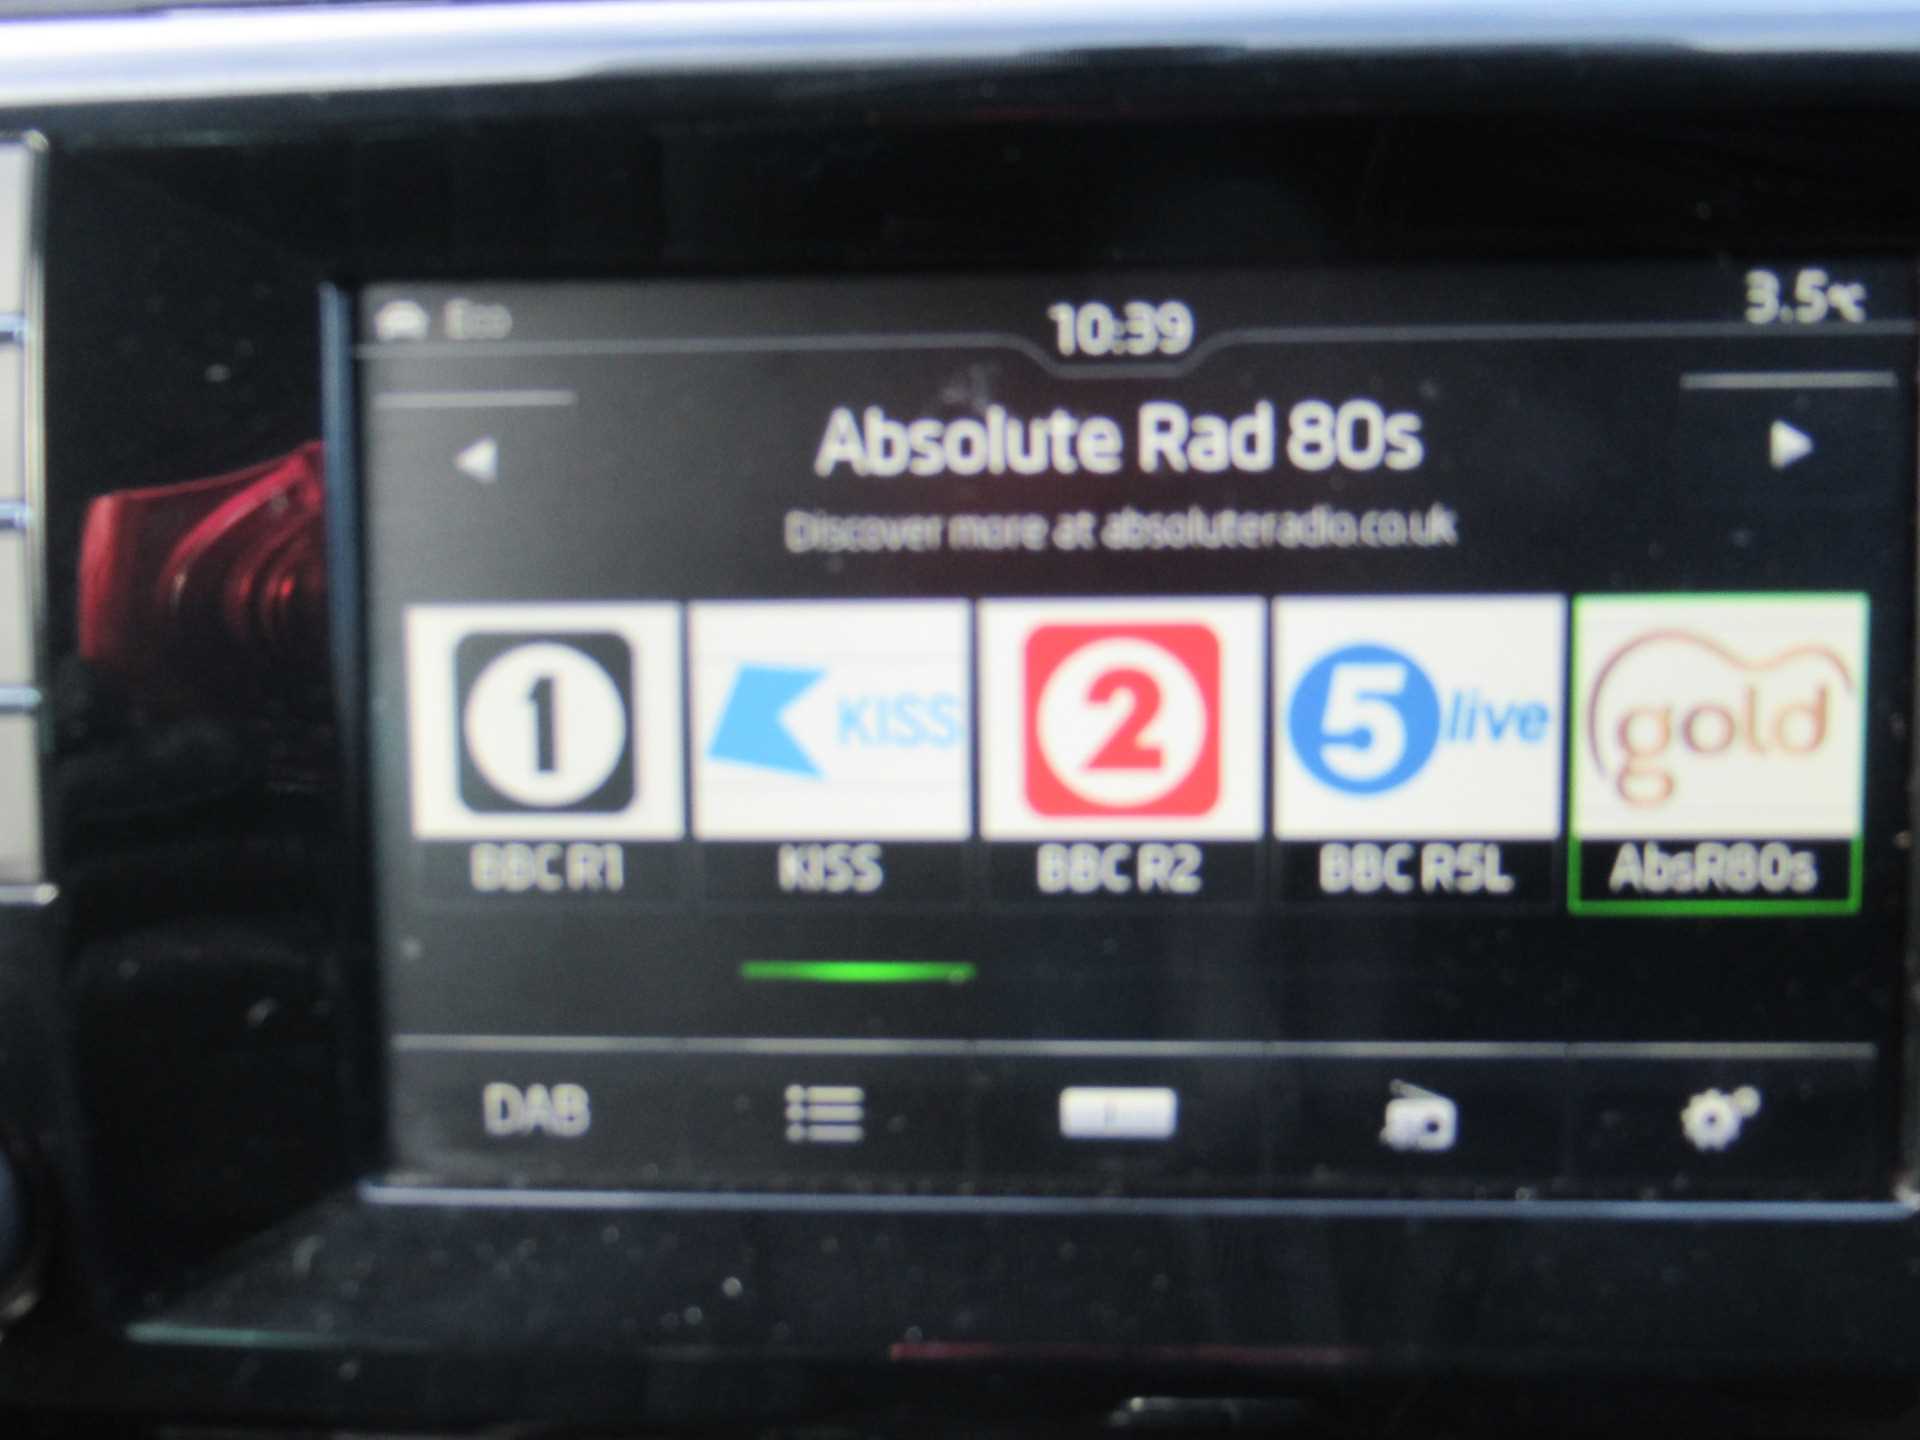 Eco
10:39
3.5°C
Absolute Rad 80s
Discover more at absoluteradio.co.uk
1
KISS
2
5 live
gold
BBC R1
KISS
BBC R2
BBC R5L
AbsR80s
DAB